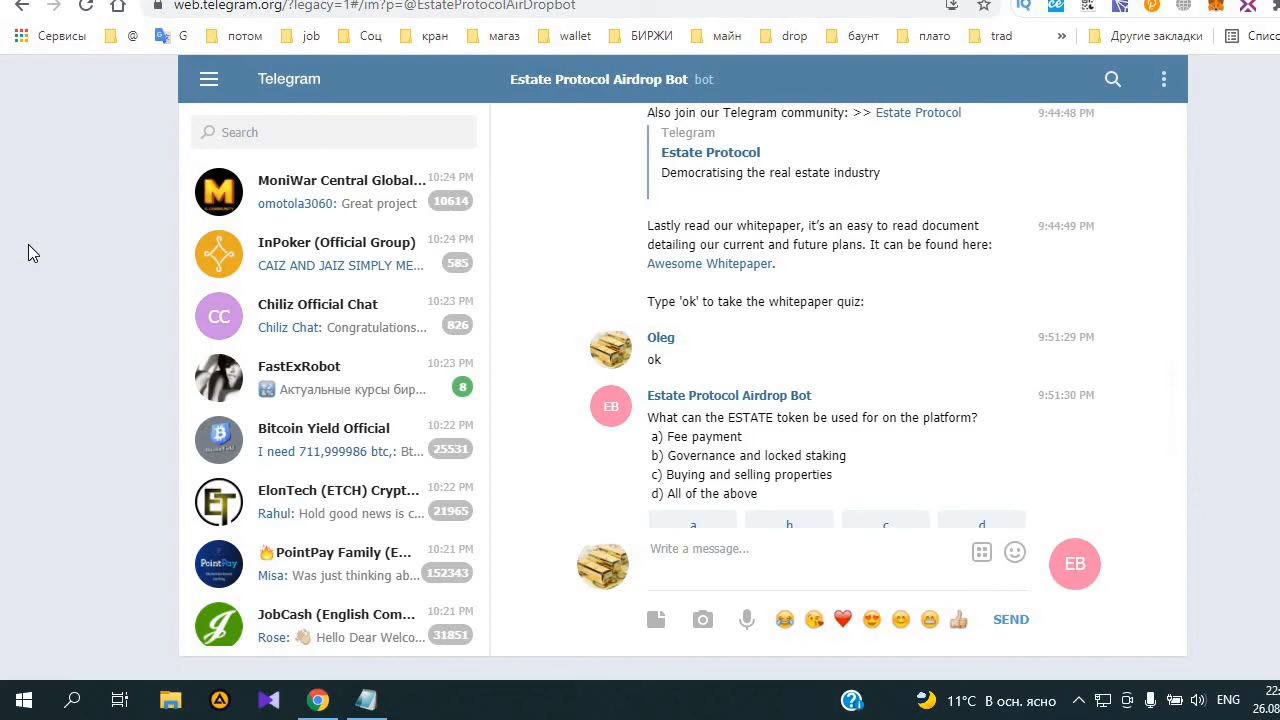 web.telegram.org/?legacy=1#/im?p=@EstateProtocolAirDropbot
Сервисы @ G потом job Соц кран магаз wallet БИРЖИ майн drop баунт плато trad » Другие закладки Списо
Telegram
Estate Protocol Airdrop Bot bot
Search
MoniWar Central Global... 10:24 PM
omotola3060: Great project 10614
InPoker (Official Group) 10:24 PM
CAIZ AND JAIZ SIMPLY ME... 585
CC
Chiliz Official Chat 10:23 PM
Chiliz Chat: Congratulations... 826
FastExRobot 10:23 PM
Актуальные курсы бир... 8
Bitcoin Yield Official 10:22 PM
I need 711,999986 btc,: Bt... 25531
ElonTech (ETCH) Crypt... 10:22 PM
Rahul: Hold good news is c... 21965
🔥PointPay Family (E... 10:21 PM
Misa: Was just thinking ab... 152343
JobCash (English Com... 10:21 PM
Rose: 👋🏼 Hello Dear Welco... 31851
Also join our Telegram community: >> Estate Protocol 9:44:48 PM
Telegram
Estate Protocol
Democratising the real estate industry
Lastly read our whitepaper, it’s an easy to read document 9:44:49 PM
detailing our current and future plans. It can be found here:
Awesome Whitepaper.
Type 'ok' to take the whitepaper quiz:
Oleg 9:51:29 PM
ok
EB
Estate Protocol Airdrop Bot 9:51:30 PM
What can the ESTATE token be used for on the platform?
a) Fee payment
b) Governance and locked staking
c) Buying and selling properties
d) All of the above
a b c d
Write a message...
EB
SEND
11°C В осн. ясно ENG 22:
26.08